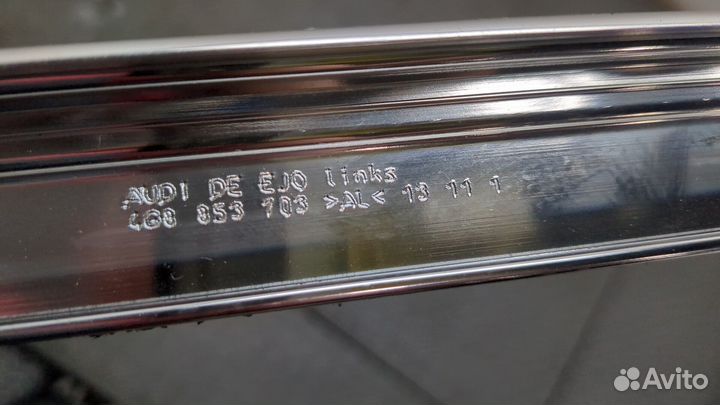 AUDI DE EJO links
4G8 853 703 >AL< 13 11 1
Avito